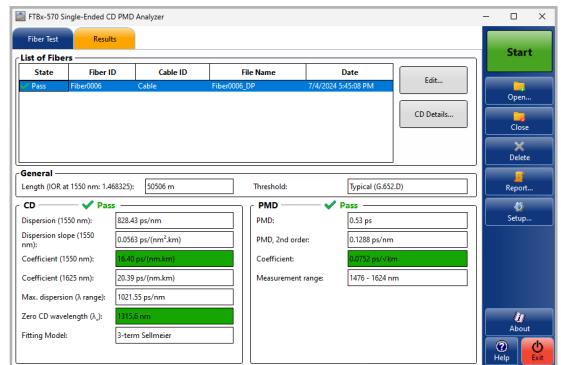 FTBx-570 Single-Ended CD PMD Analyzer
Fiber Test
Results
Start
List of Fibers
State Fiber ID Cable ID File Name Date
Pass Fiber0006 Cable Fiber0006_DP 7/4/2024 5:45:08 PM
Edit...
CD Details...
Open...
Close
Delete
Report...
Setup...
General
Length (IOR at 1550 nm: 1.468325): 50506 m Threshold: Typical (G.652.D)
CD Pass
Dispersion (1550 nm): 828.43 ps/nm
Dispersion slope (1550
nm): 0.0563 ps/(nm².km)
Coefficient (1550 nm): 16.40 ps/(nm.km)
Coefficient (1625 nm): 20.39 ps/(nm.km)
Max. dispersion (λ range): 1021.55 ps/nm
Zero CD wavelength (λ₀): 1315.6 nm
Fitting Model: 3-term Sellmeier
PMD Pass
PMD: 0.53 ps
PMD, 2nd order: 0.1288 ps/nm
Coefficient: 0.0752 ps/√km
Measurement range: 1476 - 1624 nm
About
Help
Exit